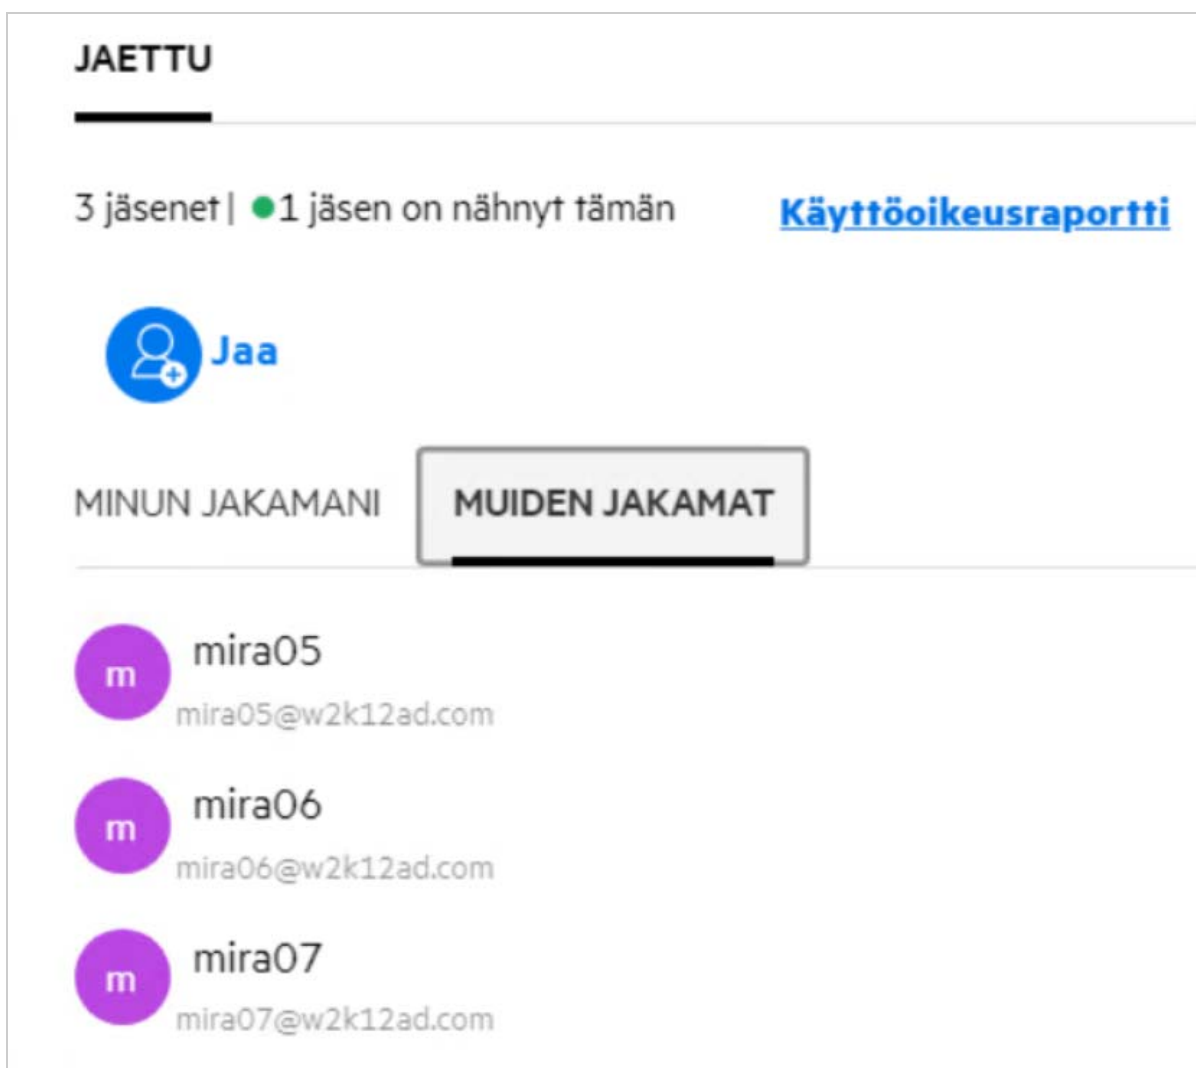 JAETTU
3 jäsenet | ●1 jäsen on nähnyt tämän Käyttöoikeusraportti
Jaa
MINUN JAKAMANI MUIDEN JAKAMAT
m mira05
mira05@w2k12ad.com
m mira06
mira06@w2k12ad.com
m mira07
mira07@w2k12ad.com